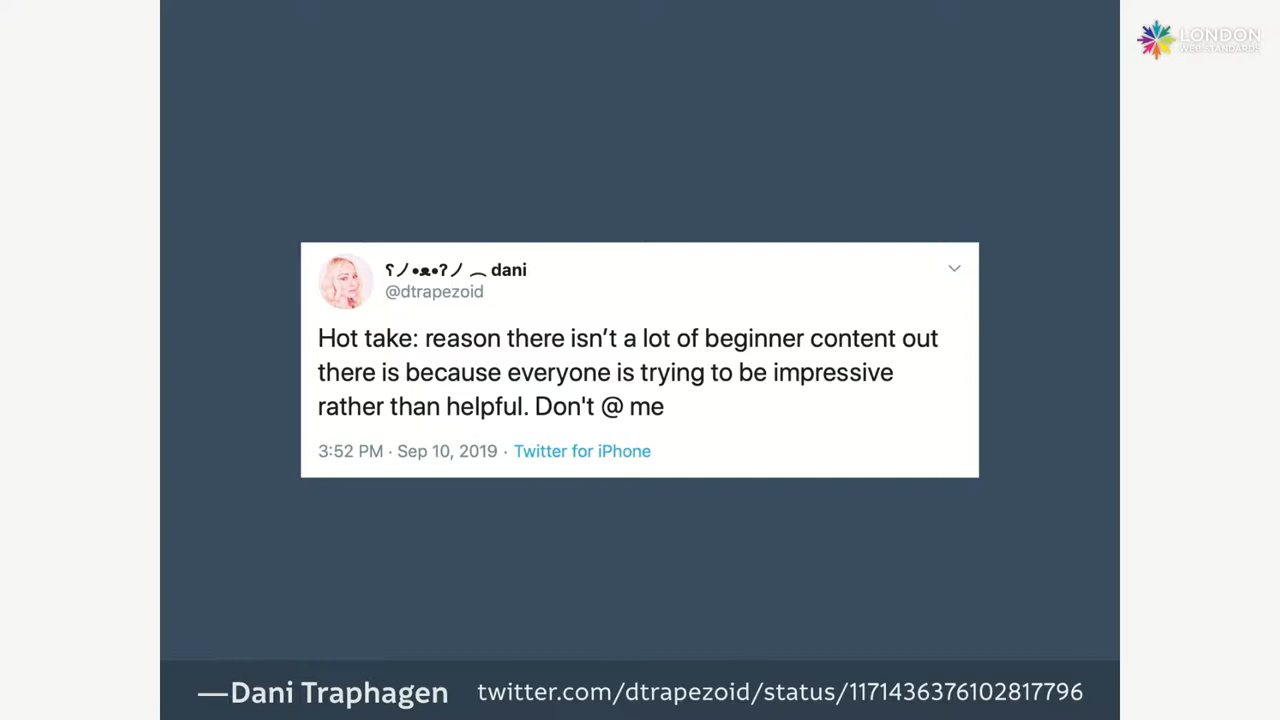 LONDON
WEB STANDARDS
ʕノ•ᴥ•ʔノ ︵ dani
@dtrapezoid
Hot take: reason there isn’t a lot of beginner content out
there is because everyone is trying to be impressive
rather than helpful. Don't @ me
3:52 PM · Sep 10, 2019 · Twitter for iPhone
—Dani Traphagen twitter.com/dtrapezoid/status/1171436376102817796